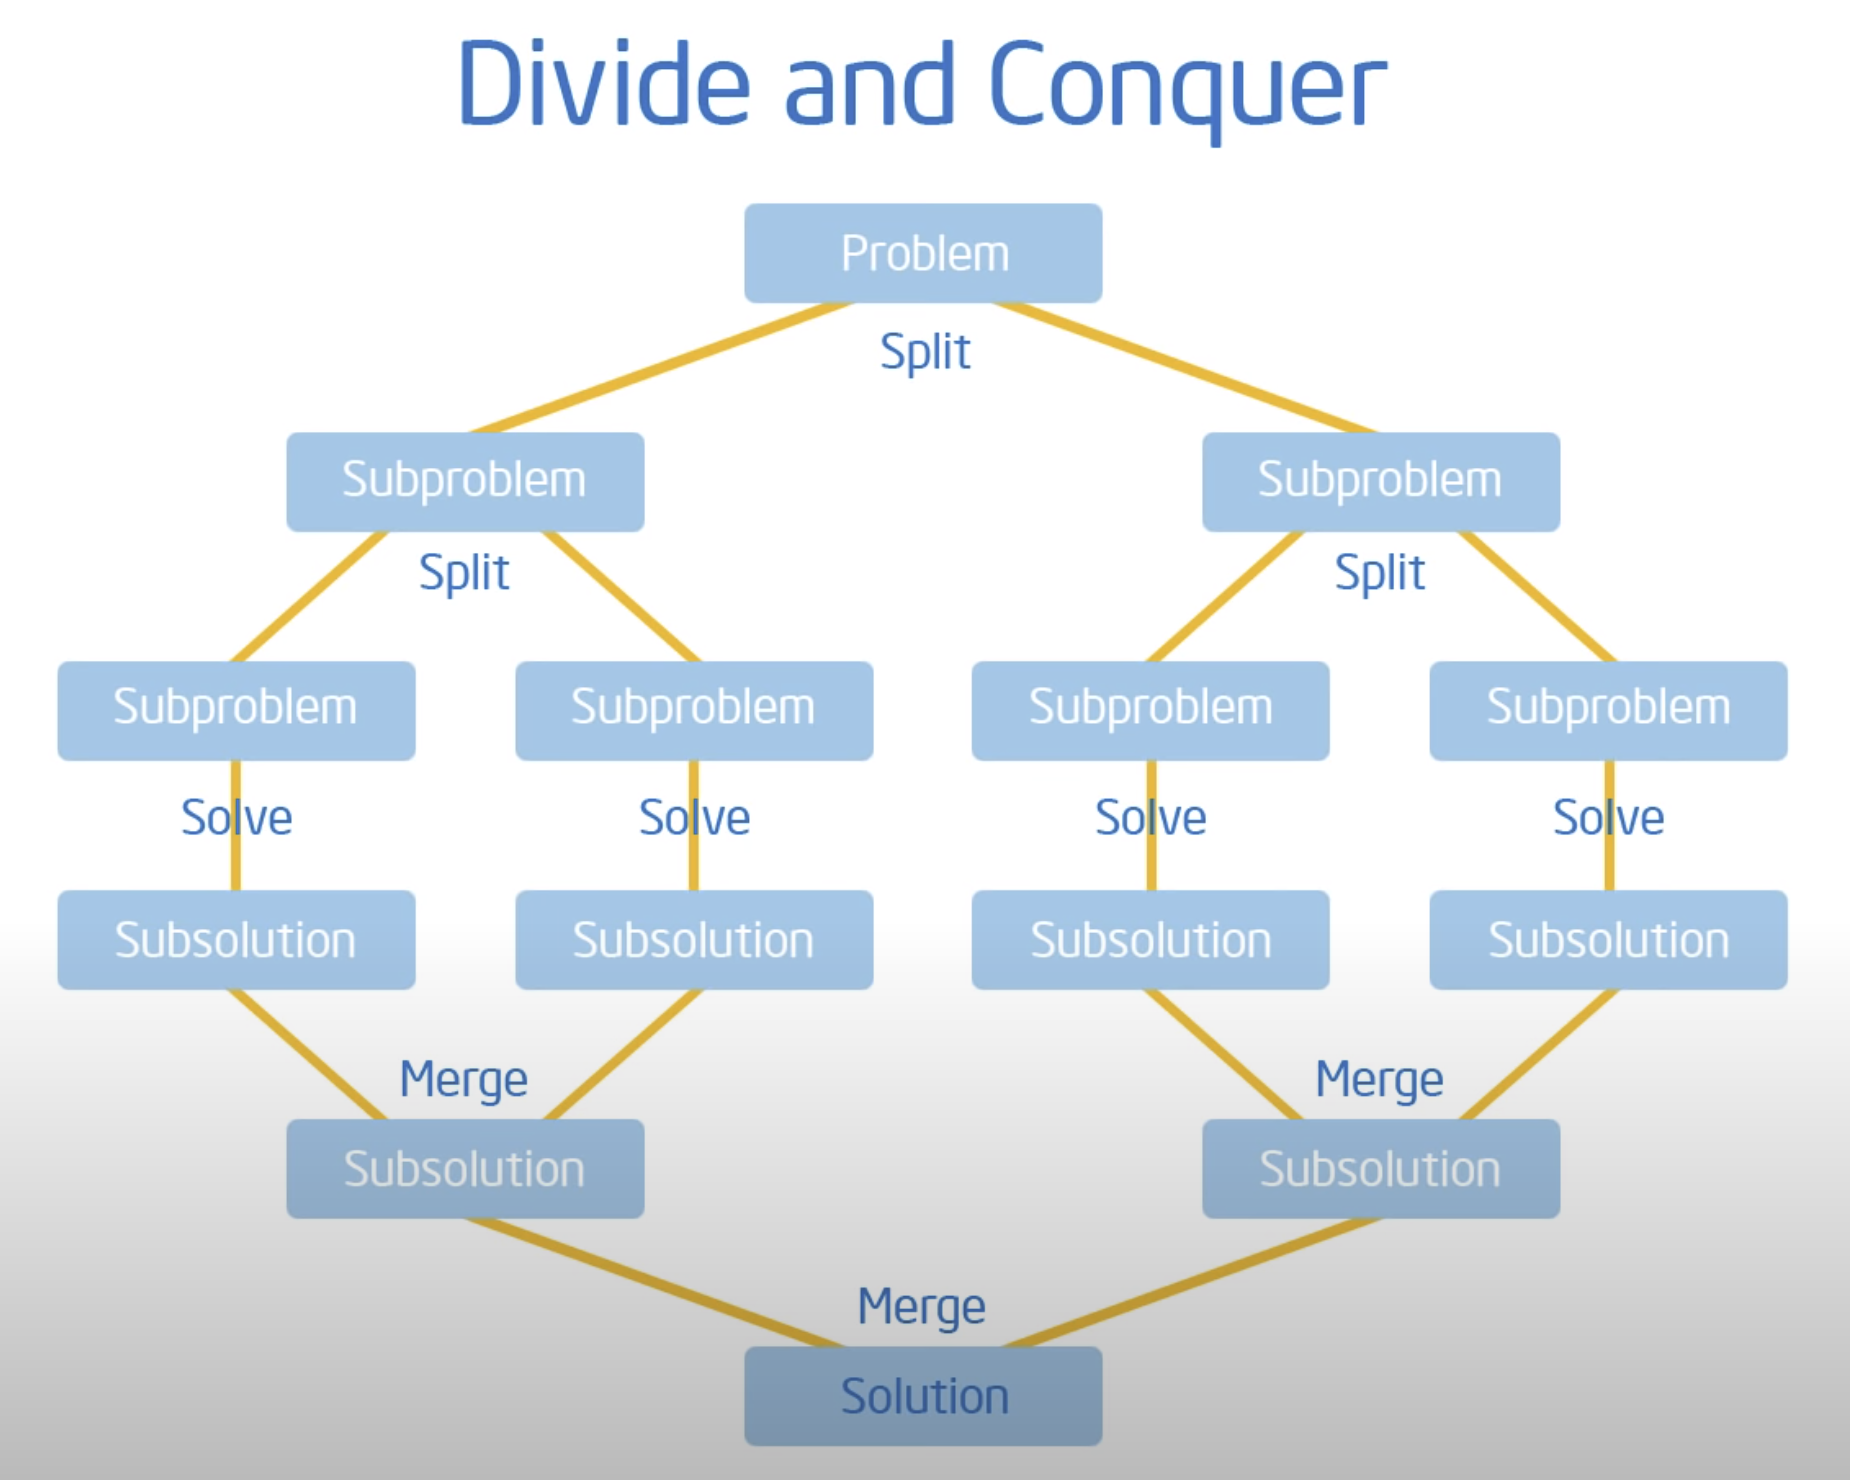 Divide and Conquer
Problem
Split
Subproblem Subproblem
Split Split
Subproblem Subproblem Subproblem Subproblem
Solve Solve Solve Solve
Subsolution Subsolution Subsolution Subsolution
Merge Merge
Subsolution Subsolution
Merge
Solution